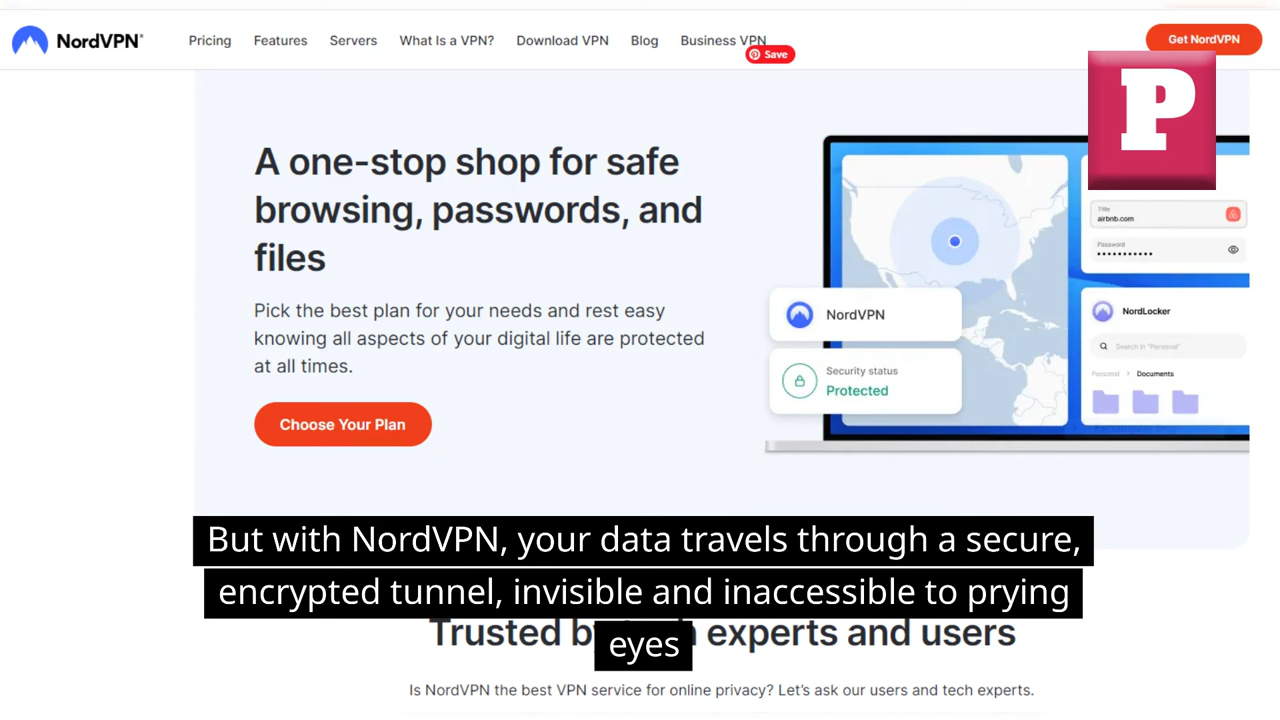 NordVPN®
Pricing
Features
Servers
What Is a VPN?
Download VPN
Blog
Business VPN
Get NordVPN
Save
P
A one-stop shop for safe
browsing, passwords, and
files
Pick the best plan for your needs and rest easy
knowing all aspects of your digital life are protected
at all times.
Choose Your Plan
NordVPN
Security status
Protected
Title
airbnb.com
Password
NordLocker
Search in "Personal"
Personal > Documents
But with NordVPN, your data travels through a secure,
encrypted tunnel, invisible and inaccessible to prying
eyes
Trusted by experts and users
Is NordVPN the best VPN service for online privacy? Let's ask our users and tech experts.